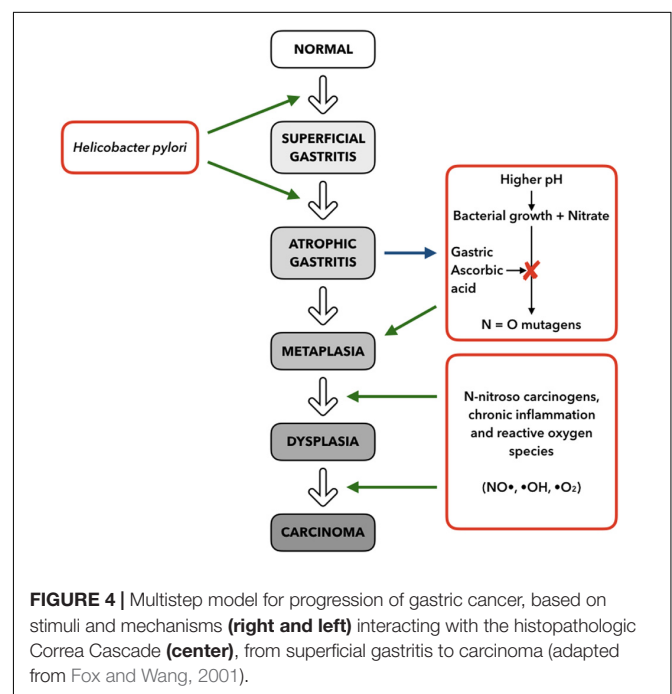 NORMAL
Helicobacter pylori
SUPERFICIAL
GASTRITIS
ATROPHIC
GASTRITIS
Higher pH
Bacterial growth + Nitrate
Gastric
Ascorbic
acid
N = O mutagens
METAPLASIA
N-nitroso carcinogens,
chronic inflammation
and reactive oxygen
species
(NO•, •OH, •O₂)
DYSPLASIA
CARCINOMA
FIGURE 4 | Multistep model for progression of gastric cancer, based on
stimuli and mechanisms (right and left) interacting with the histopathologic
Correa Cascade (center), from superficial gastritis to carcinoma (adapted
from Fox and Wang, 2001).